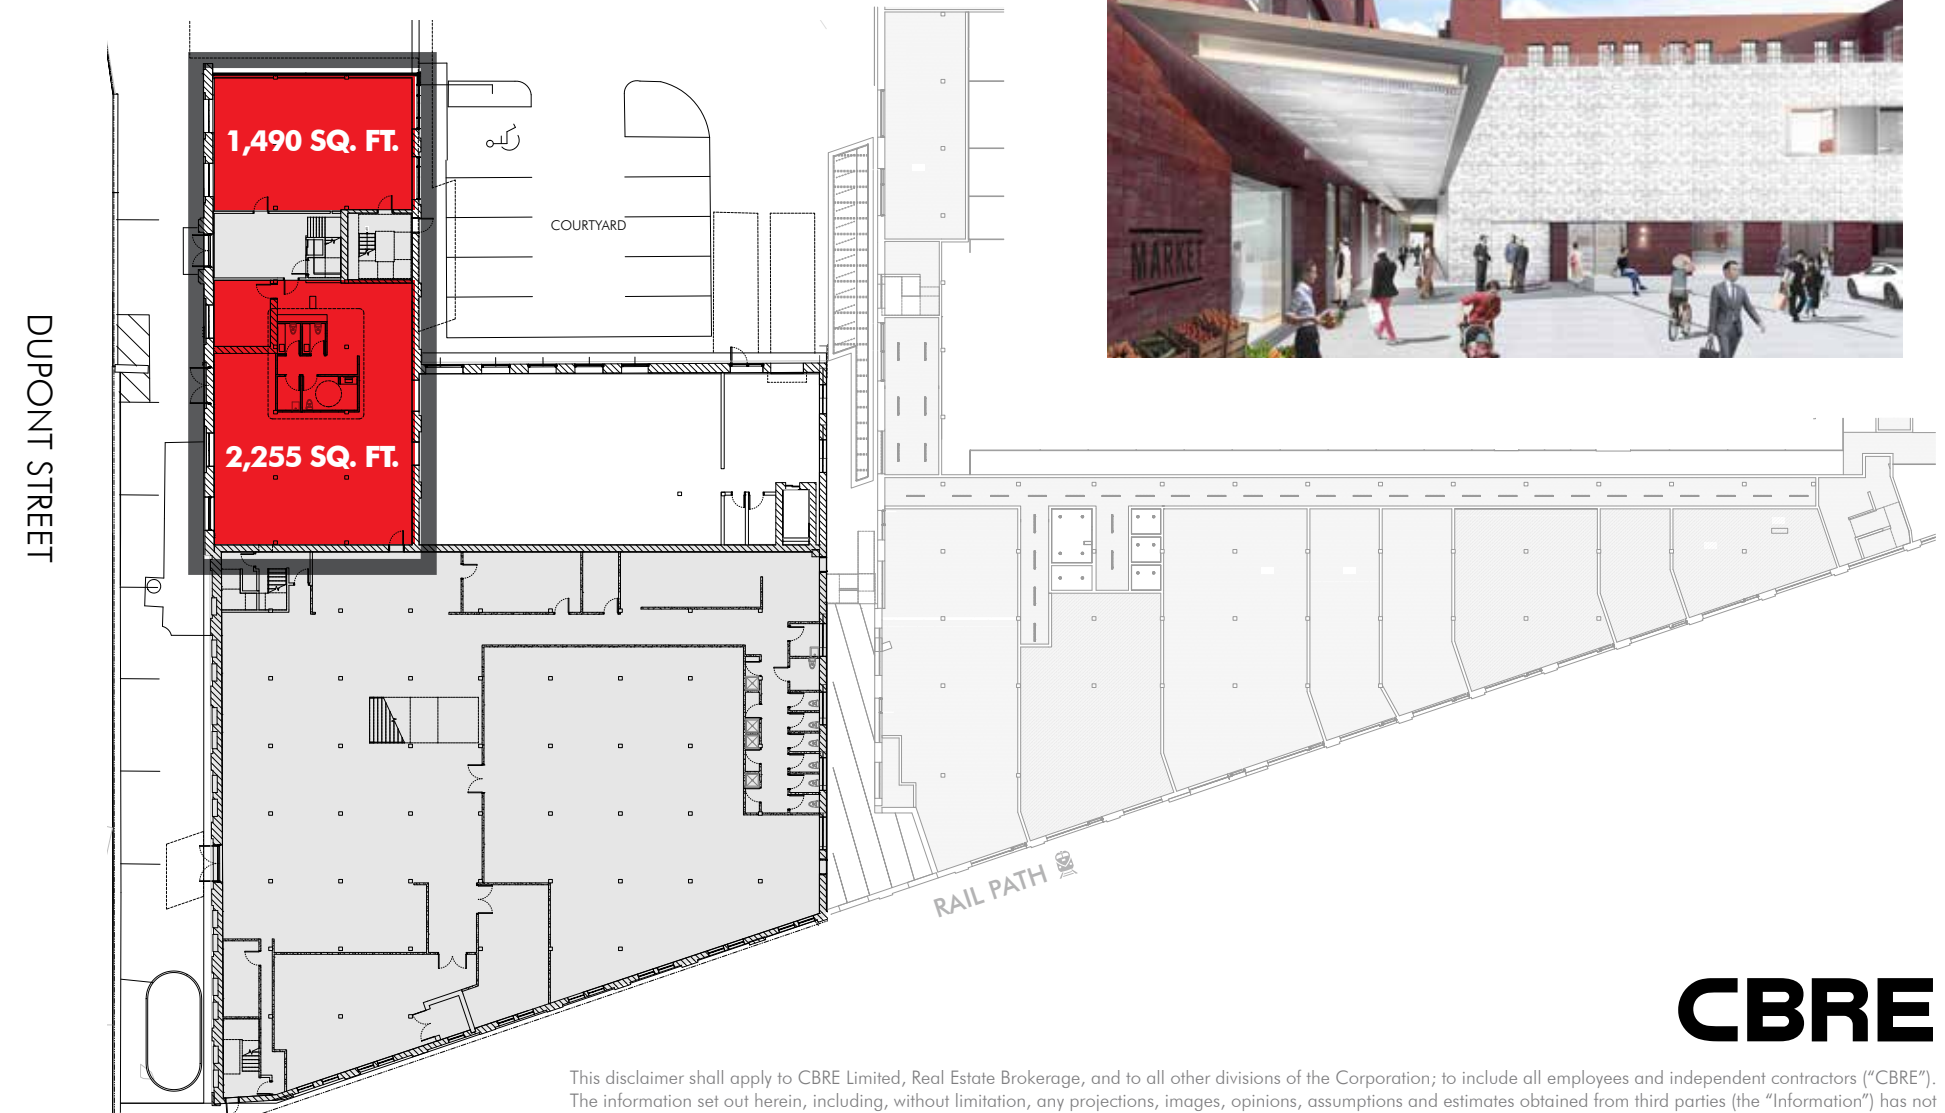 1,490 SQ. FT.
COURTYARD
MARKET
DUPONT STREET
2,255 SQ. FT.
RAIL PATH
CBRE
This disclaimer shall apply to CBRE Limited, Real Estate Brokerage, and to all other divisions of the Corporation; to include all employees and independent contractors (“CBRE”).
The information set out herein, including, without limitation, any projections, images, opinions, assumptions and estimates obtained from third parties (the “Information”) has not